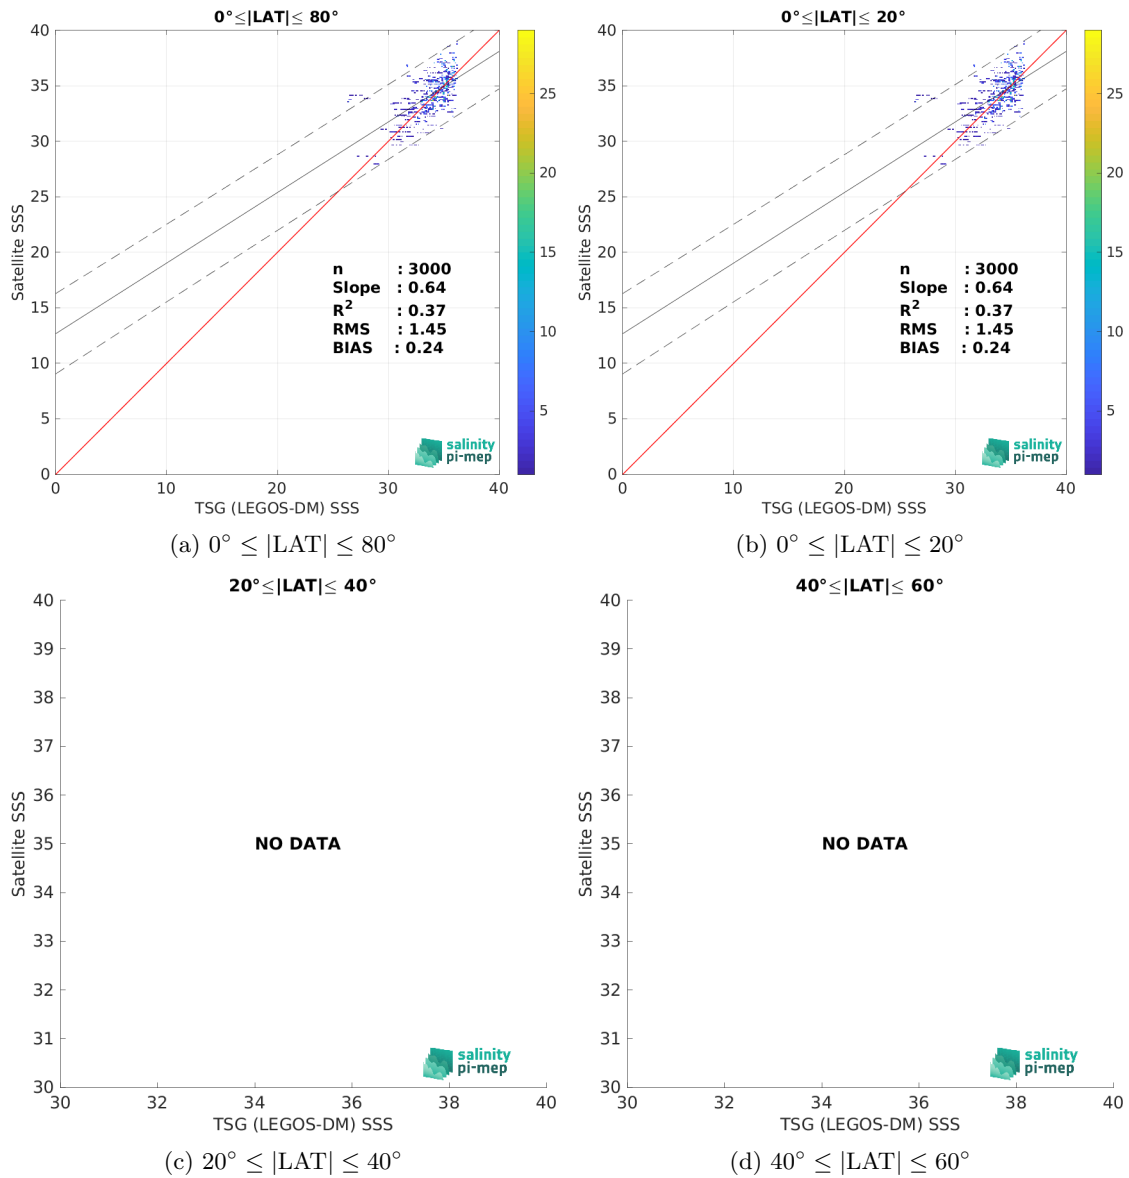 0°≤|LAT|≤ 80°
40
35
30
25
20
15
10
5
0
Satellite SSS
n : 3000
Slope : 0.64
R² : 0.37
RMS : 1.45
BIAS : 0.24
salinity
pi-mep
0 10 20 30 40
TSG (LEGOS-DM) SSS
25
20
15
10
5
(a) 0° ≤ |LAT| ≤ 80°
0°≤|LAT|≤ 20°
40
35
30
25
20
15
10
5
0
Satellite SSS
n : 3000
Slope : 0.64
R² : 0.37
RMS : 1.45
BIAS : 0.24
salinity
pi-mep
0 10 20 30 40
TSG (LEGOS-DM) SSS
25
20
15
10
5
(b) 0° ≤ |LAT| ≤ 20°
20°≤|LAT|≤ 40°
40
39
38
37
36
35
34
33
32
31
30
Satellite SSS
NO DATA
salinity
pi-mep
30 32 34 36 38 40
TSG (LEGOS-DM) SSS
(c) 20° ≤ |LAT| ≤ 40°
40°≤|LAT|≤ 60°
40
39
38
37
36
35
34
33
32
31
30
Satellite SSS
NO DATA
salinity
pi-mep
30 32 34 36 38 40
TSG (LEGOS-DM) SSS
(d) 40° ≤ |LAT| ≤ 60°